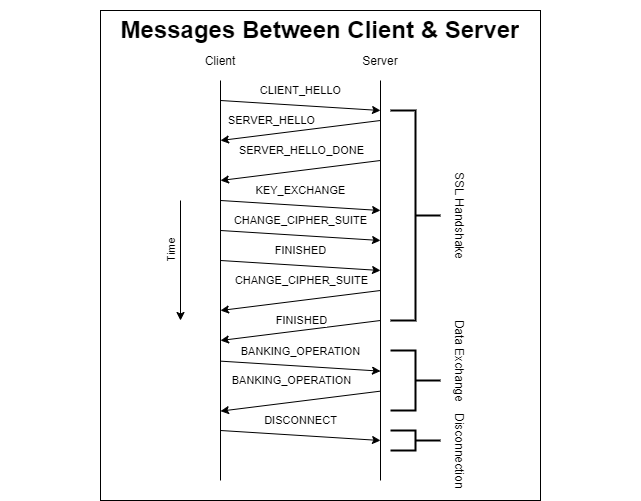 Messages Between Client & Server
Client
Server
CLIENT_HELLO
SERVER_HELLO
SERVER_HELLO_DONE
KEY_EXCHANGE
CHANGE_CIPHER_SUITE
FINISHED
CHANGE_CIPHER_SUITE
FINISHED
BANKING_OPERATION
BANKING_OPERATION
DISCONNECT
Time
SSL Handshake
Data Exchange
Disconnection